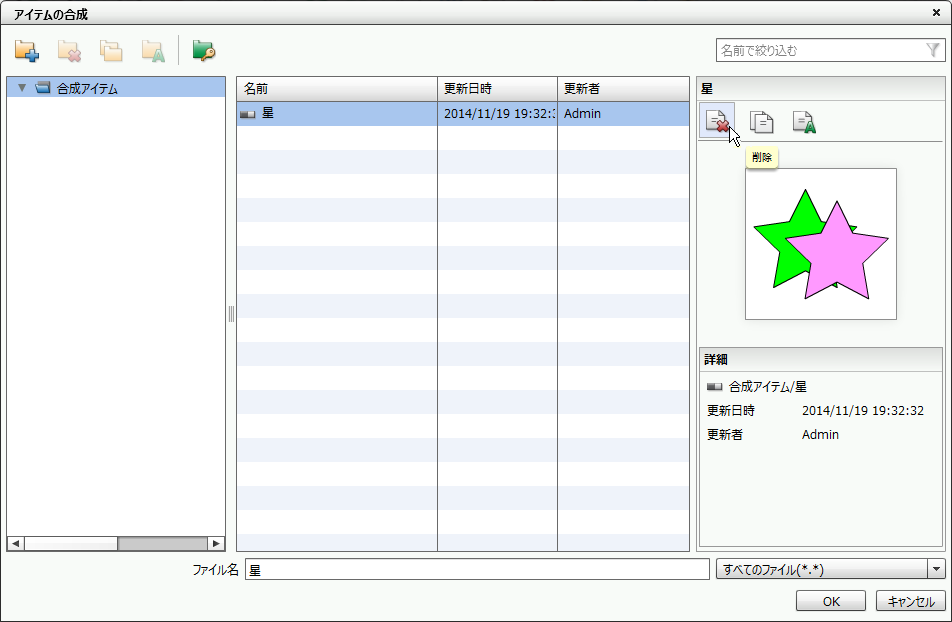 アイテムの合成
名前で絞り込む
合成アイテム
名前 更新日時 更新者
星 2014/11/19 19:32:3 Admin
星
削除
詳細
合成アイテム/星
更新日時 2014/11/19 19:32:32
更新者 Admin
ファイル名 星 すべてのファイル(*.*)
OK キャンセル